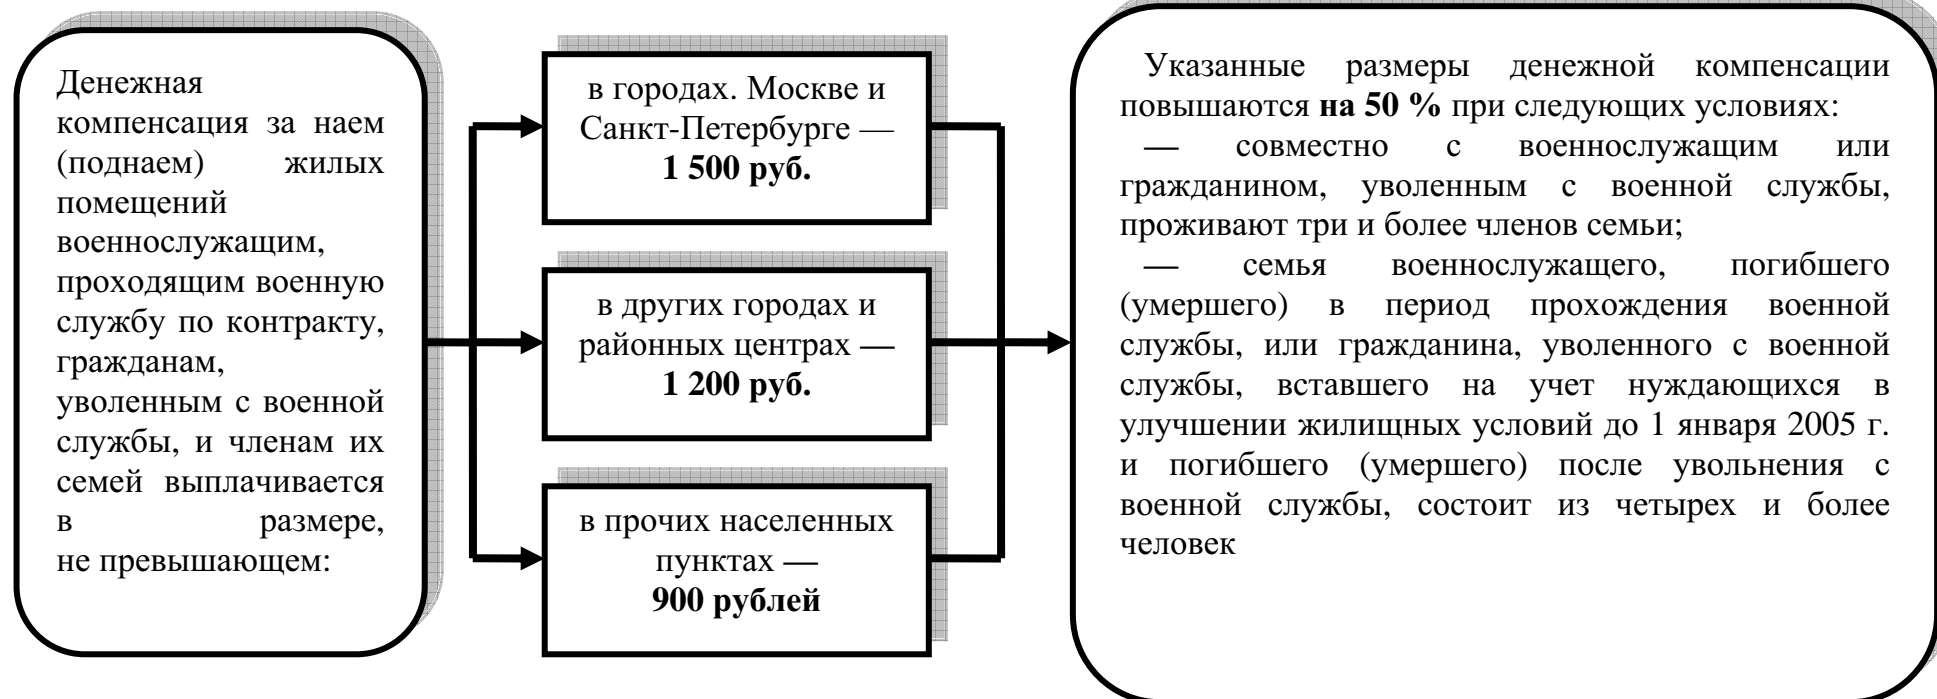 Денежная
компенсация за наем
(поднаем) жилых
помещений
военнослужащим,
проходящим военную
службу по контракту,
гражданам,
уволенным с военной
службы, и членам их
семей выплачивается
в размере,
не превышающем:
в городах. Москве и
Санкт-Петербурге —
1 500 руб.
в других городах и
районных центрах —
1 200 руб.
в прочих населенных
пунктах —
900 рублей
Указанные размеры денежной компенсации
повышаются на 50 % при следующих условиях:
— совместно с военнослужащим или
гражданином, уволенным с военной службы,
проживают три и более членов семьи;
— семья военнослужащего, погибшего
(умершего) в период прохождения военной
службы, или гражданина, уволенного с военной
службы, вставшего на учет нуждающихся в
улучшении жилищных условий до 1 января 2005 г.
и погибшего (умершего) после увольнения с
военной службы, состоит из четырех и более
человек